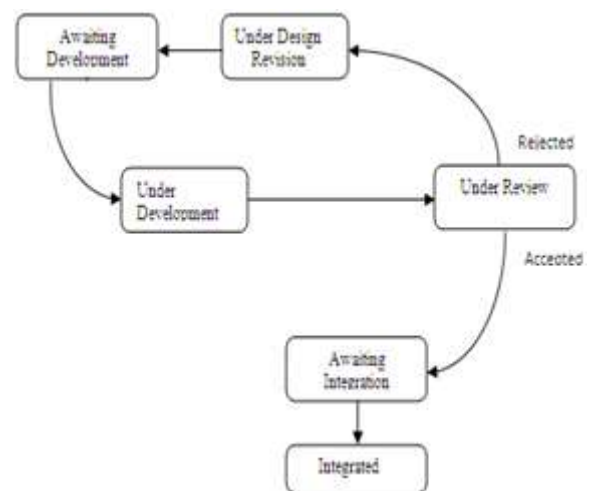 Awaiting
Development
Under Design
Revision
Rejected
Under
Development
Under Review
Accepted
Awaiting
Integration
Integrated